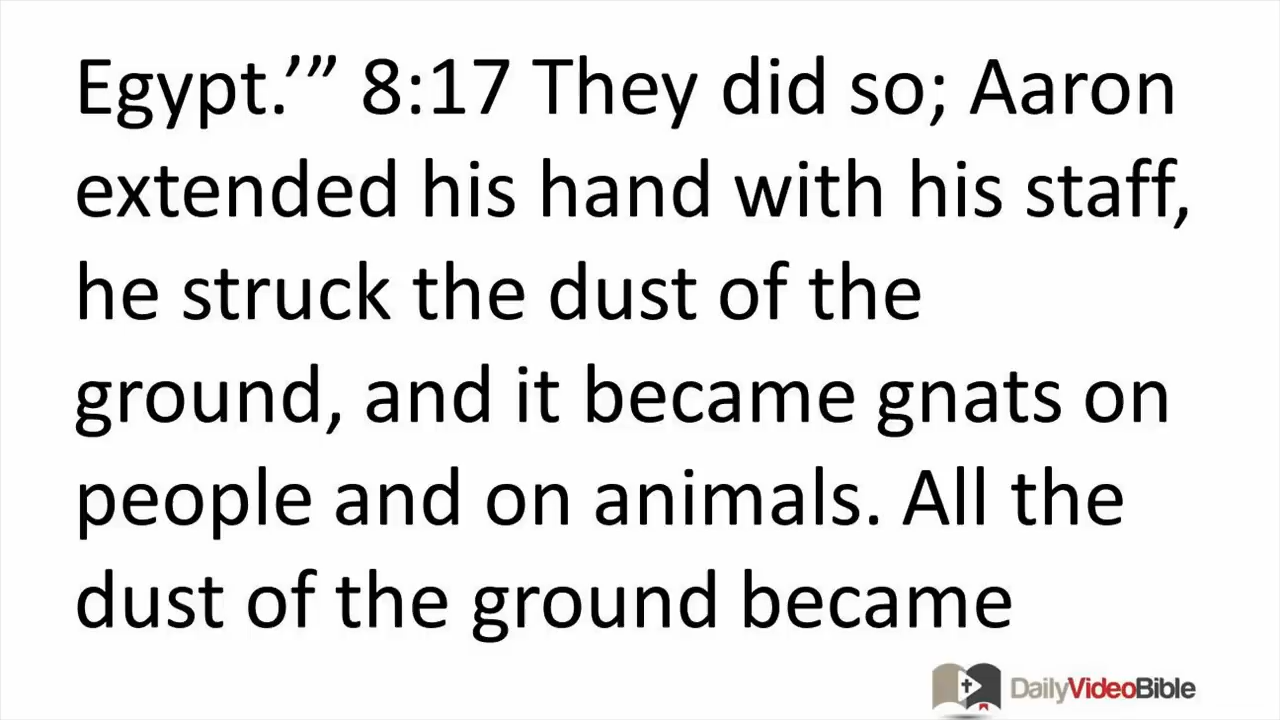 Egypt.’” 8:17 They did so; Aaron
extended his hand with his staff,
he struck the dust of the
ground, and it became gnats on
people and on animals. All the
dust of the ground became
DailyVideoBible